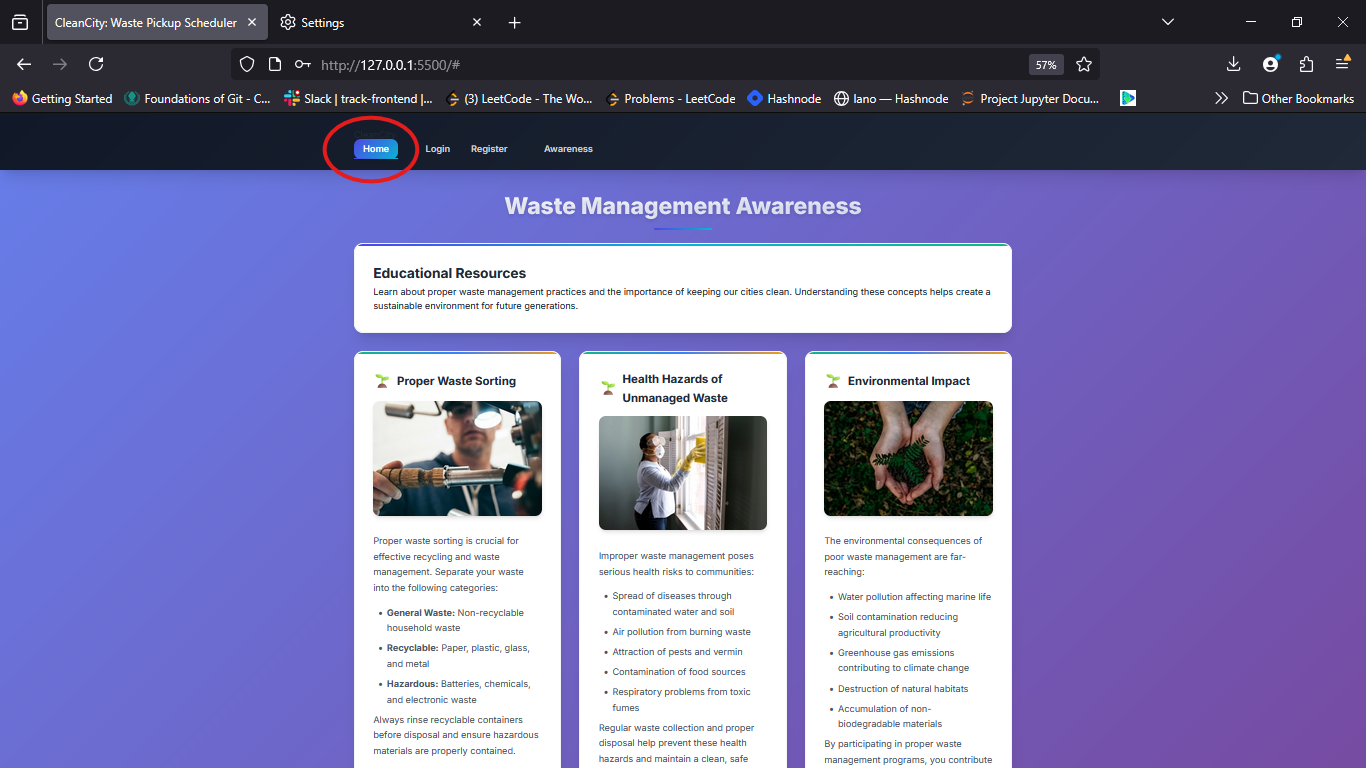 CleanCity: Waste Pickup Scheduler
Settings
http://127.0.0.1:5500/#
57%
Getting Started
Foundations of Git - C...
Slack | track-frontend |...
(3) LeetCode - The Wo...
Problems - LeetCode
Hashnode
Iano — Hashnode
Project Jupyter Docu...
Other Bookmarks
Home
Login
Register
Awareness
Waste Management Awareness
Educational Resources
Learn about proper waste management practices and the importance of keeping our cities clean. Understanding these concepts helps create a
sustainable environment for future generations.
Proper Waste Sorting
Proper waste sorting is crucial for
effective recycling and waste
management. Separate your waste
into the following categories:
• General Waste: Non-recyclable
household waste
• Recyclable: Paper, plastic, glass,
and metal
• Hazardous: Batteries, chemicals,
and electronic waste
Always rinse recyclable containers
before disposal and ensure hazardous
materials are properly contained.
Health Hazards of
Unmanaged Waste
Improper waste management poses
serious health risks to communities:
• Spread of diseases through
contaminated water and soil
• Air pollution from burning waste
• Attraction of pests and vermin
• Contamination of food sources
• Respiratory problems from toxic
fumes
Regular waste collection and proper
disposal help prevent these health
hazards and maintain a clean, safe
Environmental Impact
The environmental consequences of
poor waste management are far-
reaching:
• Water pollution affecting marine life
• Soil contamination reducing
agricultural productivity
• Greenhouse gas emissions
contributing to climate change
• Destruction of natural habitats
• Accumulation of non-
biodegradable materials
By participating in proper waste
management programs, you contribute